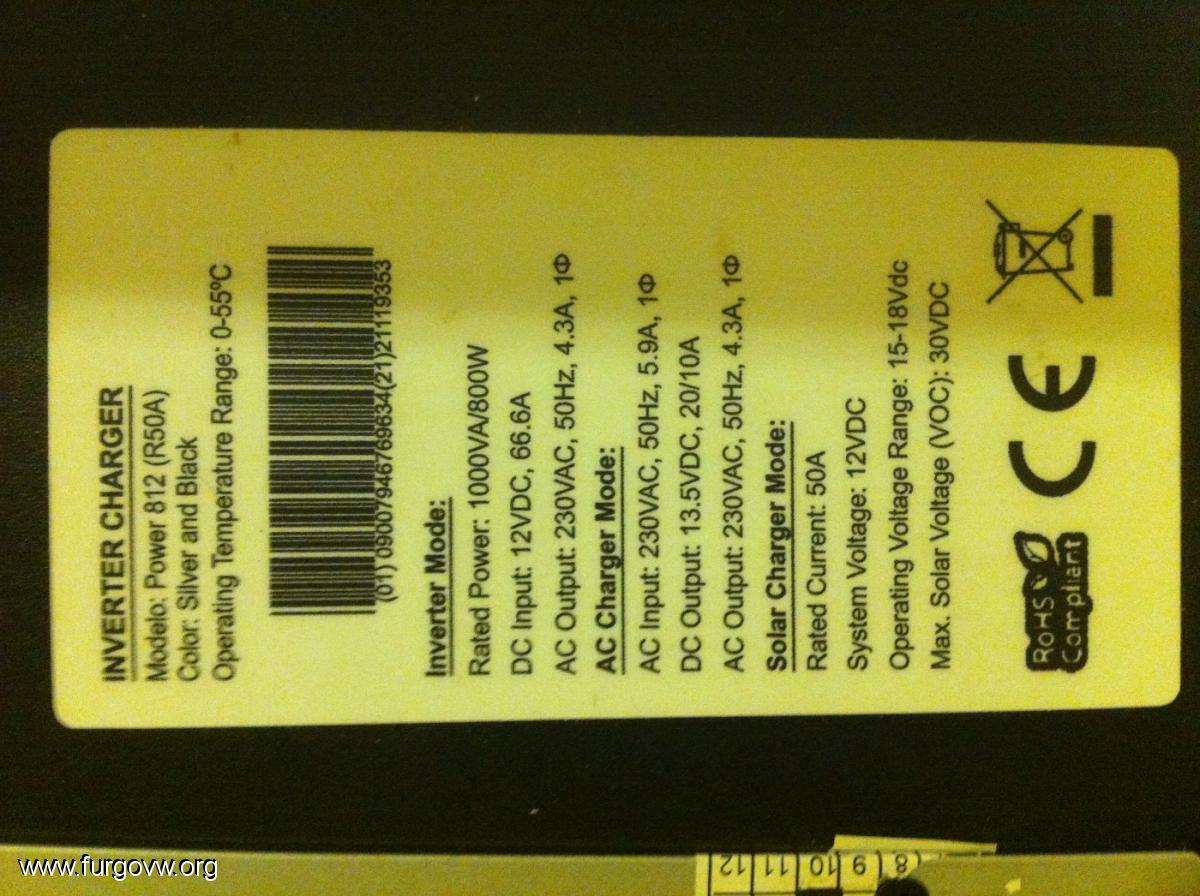 INVERTER CHARGER
Modelo: Power 812 (R50A)
Color: Silver and Black
Operating Temperature Range: 0-55ºC
(01)09007946769634(21)21119353
Inverter Mode:
Rated Power: 1000VA/800W
DC Input: 12VDC, 66.6A
AC Output: 230VAC, 50Hz, 4.3A, 1Φ
AC Charger Mode:
AC Input: 230VAC, 50Hz, 5.9A, 1Φ
DC Output: 13.5VDC, 20/10A
AC Output: 230VAC, 50Hz, 4.3A, 1Φ
Solar Charger Mode:
Rated Current: 50A
System Voltage: 12VDC
Operating Voltage Range: 15-18Vdc
Max. Solar Voltage (VOC): 30VDC
RoHS
Compliant
CE
12 11 10 9 8
www.furgovw.org